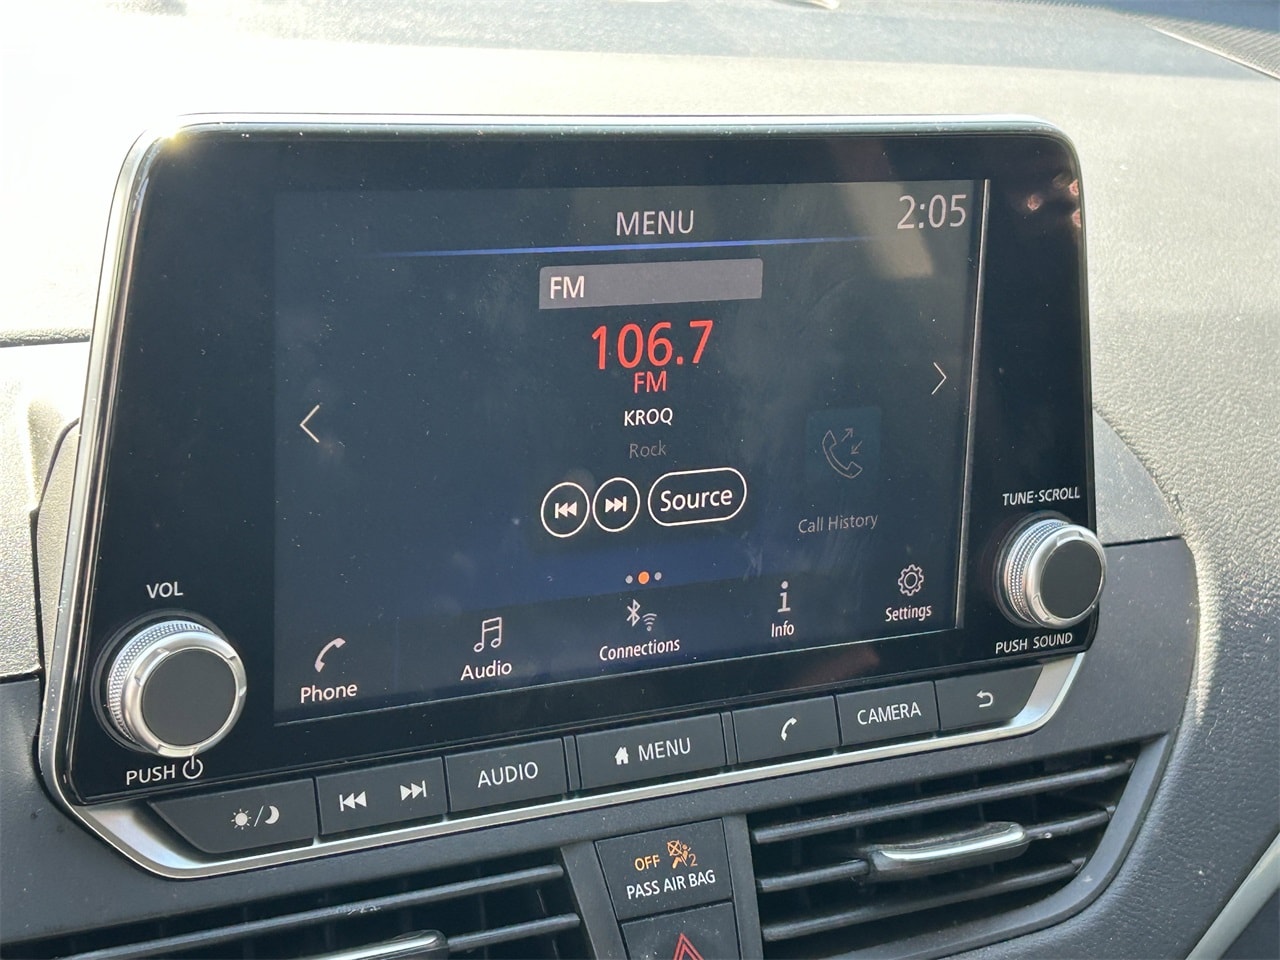 MENU
2:05
FM
106.7
FM
KROQ
Rock
Source
Call History
TUNE·SCROLL
VOL
Phone
Audio
Connections
Info
Settings
PUSH SOUND
PUSH
AUDIO
MENU
CAMERA
OFF 2
PASS AIR BAG